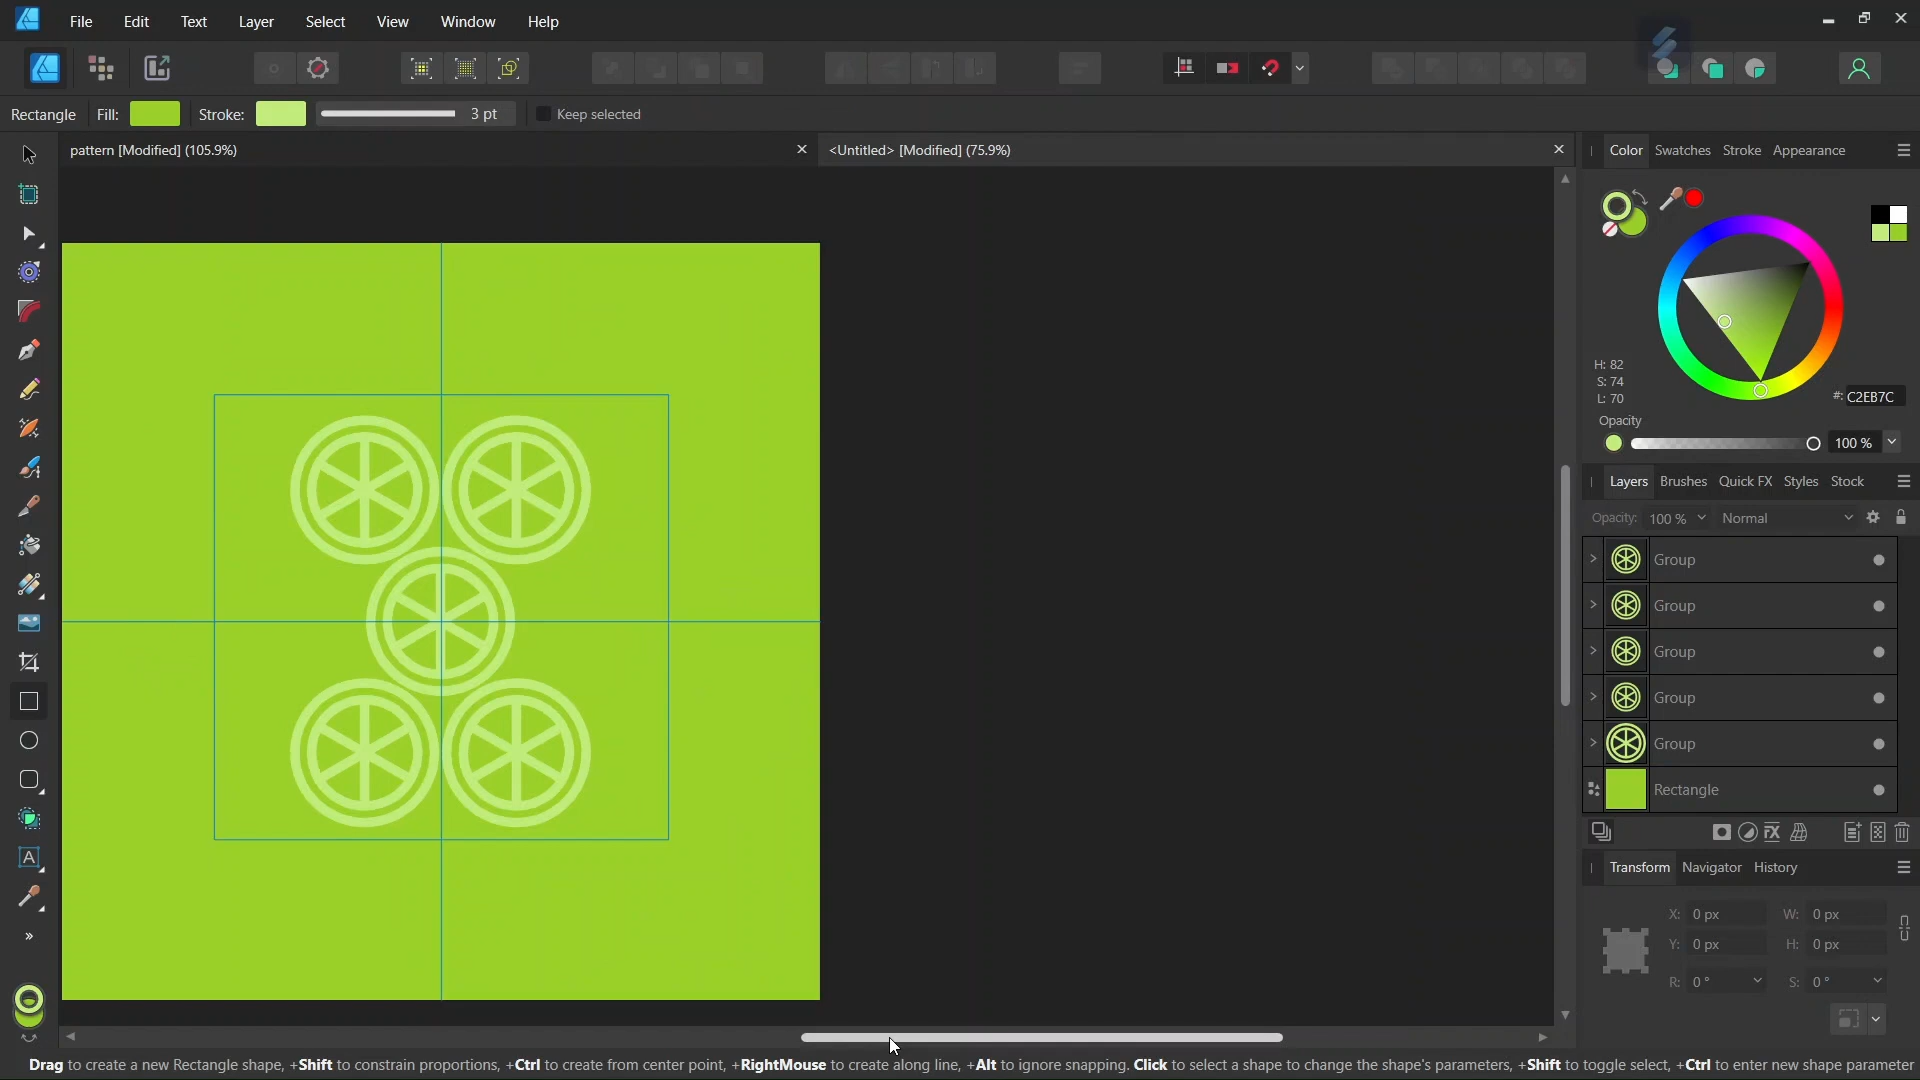 File Edit Text Layer Select View Window Help
Rectangle Fill: Stroke: 3 pt Keep selected
pattern [Modified] (105.9%) <Untitled> [Modified] (75.9%)
Color Swatches Stroke Appearance
H: 82
S: 74
L: 70
#: C2EB7C
Opacity
100 %
Layers Brushes Quick FX Styles Stock
Opacity: 100 % Normal
Group
Group
Group
Group
Group
Rectangle
Transform Navigator History
X: 0 px W: 0 px
Y: 0 px H: 0 px
R: 0 ° S: 0 °
Drag to create a new Rectangle shape, +Shift to constrain proportions, +Ctrl to create from center point, +RightMouse to create along line, +Alt to ignore snapping. Click to select a shape to change the shape's parameters, +Shift to toggle select, +Ctrl to enter new shape parameter